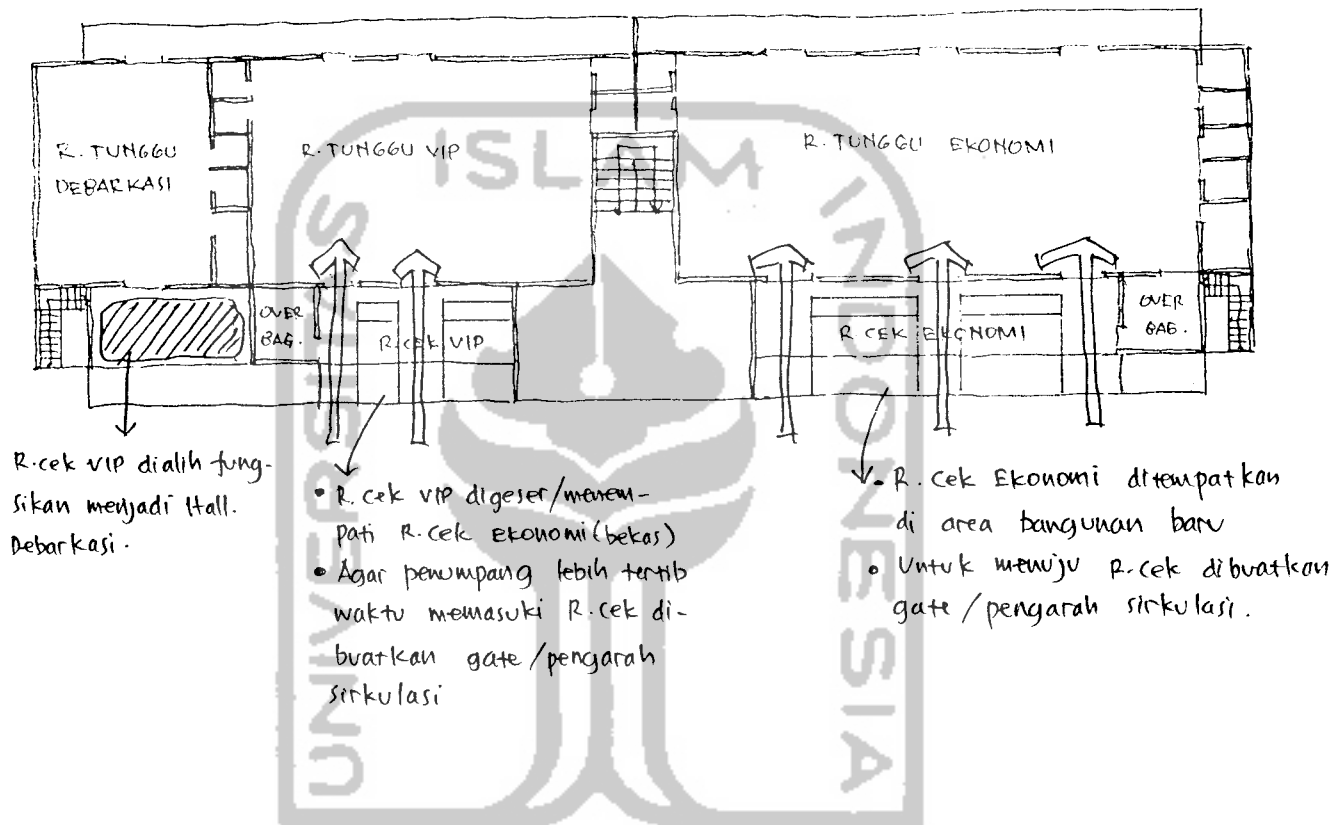 R. TUNGGU
DEBARKASI
R. TUNGGU VIP
R. TUNGGU EKONOMI
OVER
BAG.
R. CEK VIP
R. CEK EKONOMI
OVER
BAG.
R. cek VIP dialih fung-
sikan menjadi Hall.
Debarkasi.
• R. cek VIP digeser/menem-
pati R. cek Ekonomi (bekas)
• Agar penumpang lebih tertib
waktu memasuki R. cek di-
buatkan gate/pengarah
sirkulasi
• R. cek Ekonomi ditempatkan
di area bangunan baru
• Untuk menuju R. cek dibuatkan
gate/pengarah sirkulasi.
UNIVERSITAS
ISLAM
INDONESIA